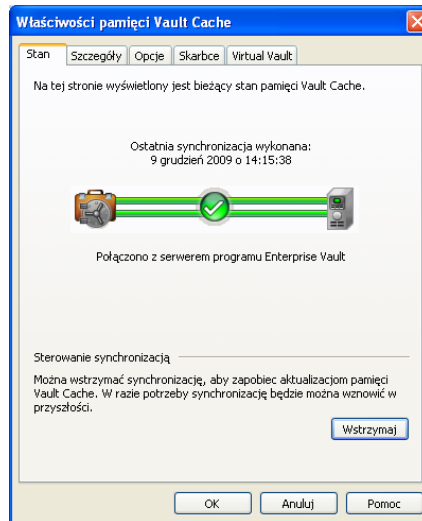 Właściwości pamięci Vault Cache
Stan Szczegóły Opcje Skarbce Virtual Vault
Na tej stronie wyświetlony jest bieżący stan pamięci Vault Cache.
Ostatnia synchronizacja wykonana:
9 grudzień 2009 o 14:15:38
Połączono z serwerem programu Enterprise Vault
Sterowanie synchronizacją
Można wstrzymać synchronizację, aby zapobiec aktualizacjom pamięci
Vault Cache. W razie potrzeby synchronizację będzie można wznowić w
przyszłości.
Wstrzymaj
OK Anuluj Pomoc